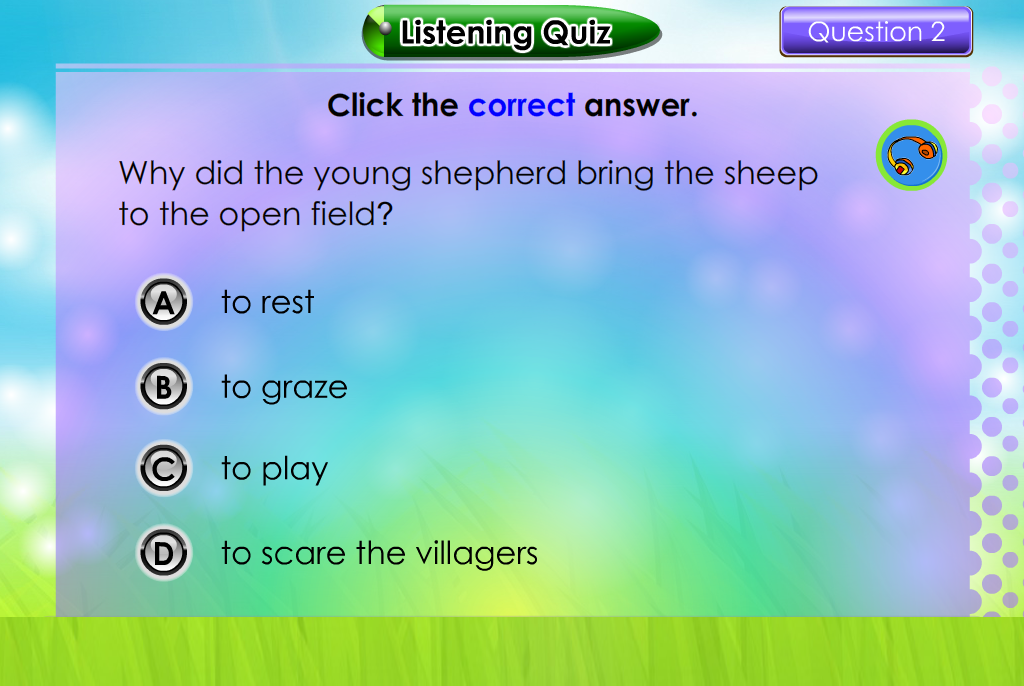 Listening Quiz
Question 2
Click the correct answer.
Why did the young shepherd bring the sheep
to the open field?
A to rest
B to graze
C to play
D to scare the villagers